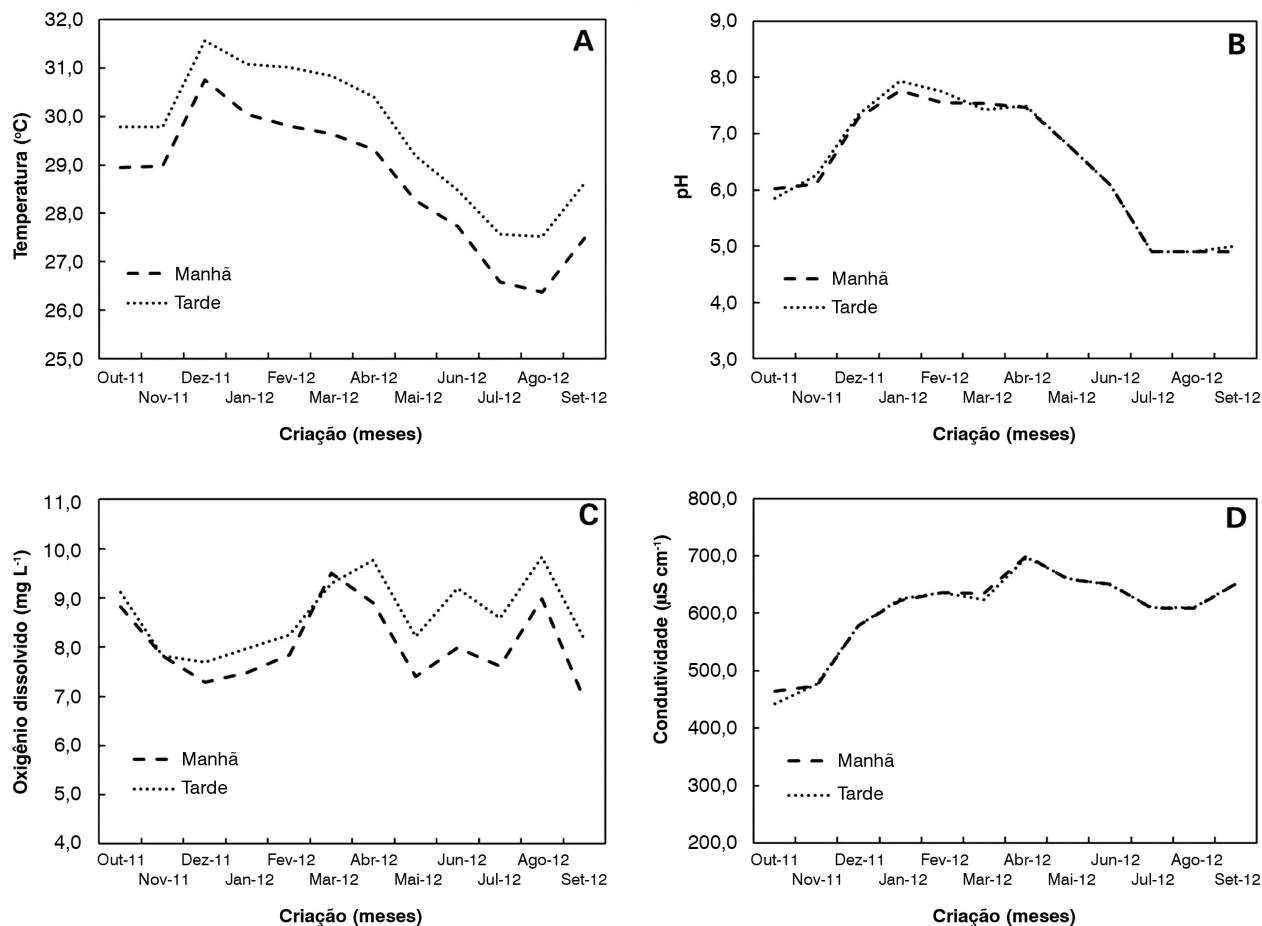 A
Temperatura (ºC)
32,0
31,0
30,0
29,0
28,0
27,0
26,0
25,0
Manhã
Tarde
Out-11 Dez-11 Fev-12 Abr-12 Jun-12 Ago-12
Nov-11 Jan-12 Mar-12 Mai-12 Jul-12 Set-12
Criação (meses)
B
pH
9,0
8,0
7,0
6,0
5,0
4,0
3,0
Manhã
Tarde
Out-11 Dez-11 Fev-12 Abr-12 Jun-12 Ago-12
Nov-11 Jan-12 Mar-12 Mai-12 Jul-12 Set-12
Criação (meses)
C
Oxigênio dissolvido (mg L⁻¹)
11,0
10,0
9,0
8,0
7,0
6,0
5,0
4,0
Manhã
Tarde
Out-11 Dez-11 Fev-12 Abr-12 Jun-12 Ago-12
Nov-11 Jan-12 Mar-12 Mai-12 Jul-12 Set-12
Criação (meses)
D
Condutividade (µS cm⁻¹)
800,0
700,0
600,0
500,0
400,0
300,0
200,0
Manhã
Tarde
Out-11 Dez-11 Fev-12 Abr-12 Jun-12 Ago-12
Nov-11 Jan-12 Mar-12 Mai-12 Jul-12 Set-12
Criação (meses)